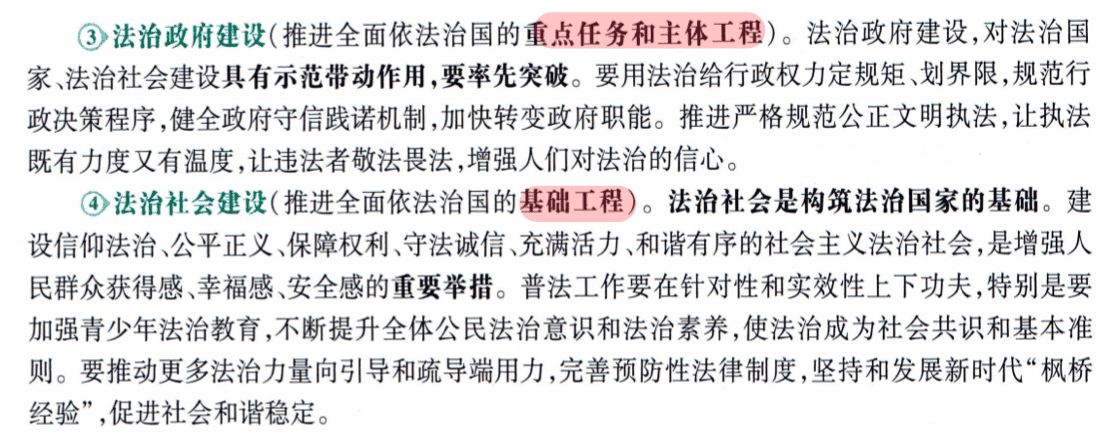 ③法治政府建设(推进全面依法治国的重点任务和主体工程)。法治政府建设,对法治国
家、法治社会建设具有示范带动作用,要率先突破。要用法治给行政权力定规矩、划界限,规范行
政决策程序,健全政府守信践诺机制,加快转变政府职能。推进严格规范公正文明执法,让执法
既有力度又有温度,让违法者敬法畏法,增强人们对法治的信心。
④法治社会建设(推进全面依法治国的基础工程)。法治社会是构筑法治国家的基础。建
设信仰法治、公平正义、保障权利、守法诚信、充满活力、和谐有序的社会主义法治社会,是增强人
民群众获得感、幸福感、安全感的重要举措。普法工作要在针对性和实效性上下功夫,特别是要
加强青少年法治教育,不断提升全体公民法治意识和法治素养,使法治成为社会共识和基本准
则。要推动更多法治力量向引导和疏导端用力,完善预防性法律制度,坚持和发展新时代“枫桥
经验”,促进社会和谐稳定。